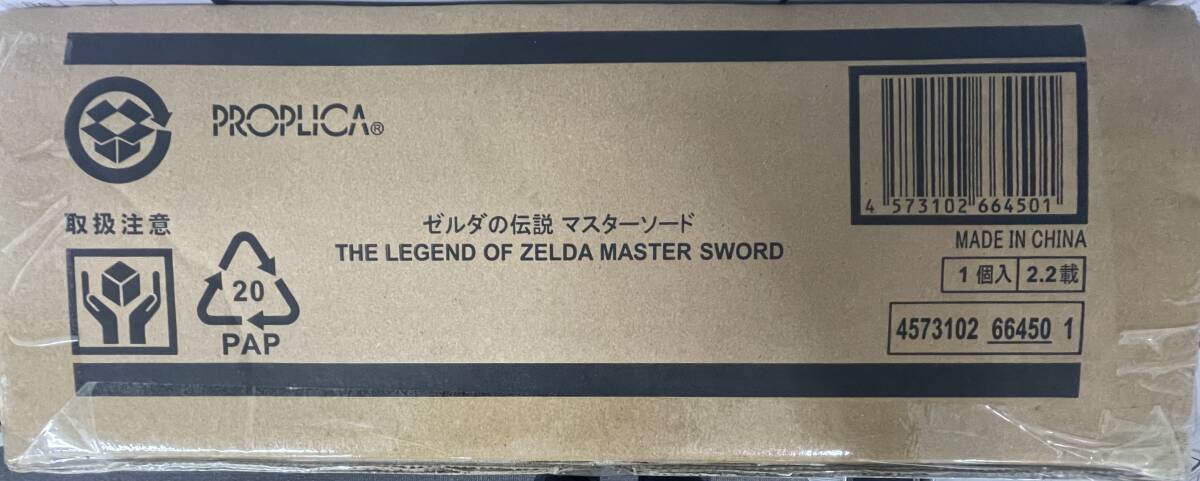 PROPLICA®
取扱注意
20
PAP
ゼルダの伝説 マスターソード
THE LEGEND OF ZELDA MASTER SWORD
4 573102 664501
MADE IN CHINA
1個入 2.2載
4573102 66450 1